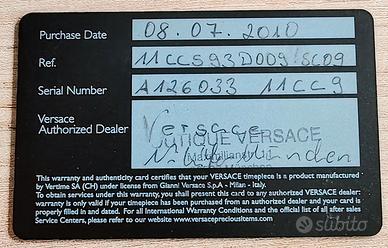 Purchase Date 08.07.2010
Ref. 11CCS93D009 SC09
Serial Number A126033 11CC9
Versace
Authorized Dealer Versace
BOUTIQUE VERSACE
Maximilianstr.
München
This warranty and authenticity card certifies that your VERSACE timepiece is a product manufactured
by Vertime SA (CH) under license from Gianni Versace S.p.A - Milan - Italy.
To obtain services under this warranty, you shall present this card to any authorized VERSACE dealer:
warranty is only valid if your timepiece has been purchased from an authorized dealer and your card is
properly filled in and dated. For all International Warranty Conditions and the official list of all after sales
Service Centers, please refer to our website www.versacepreciousitems.com
subito